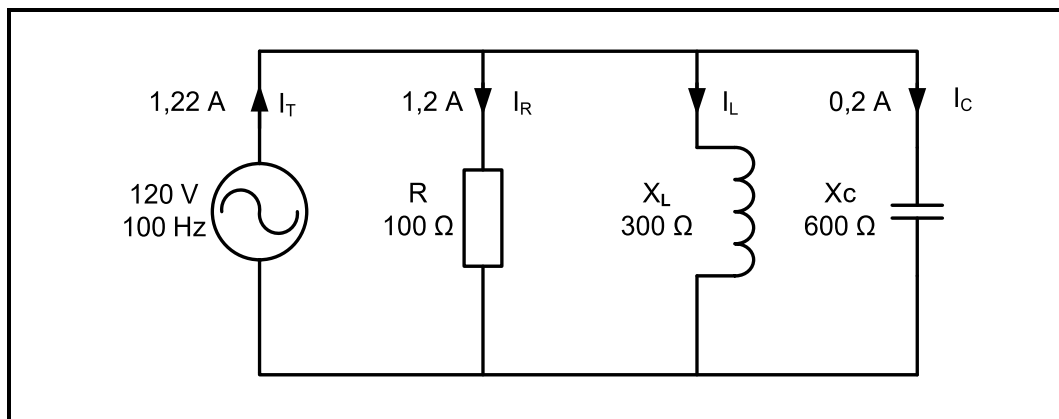 1,22 A
I_T
1,2 A
I_R
I_L
0,2 A
I_C
120 V
100 Hz
R
100 Ω
X_L
300 Ω
Xc
600 Ω